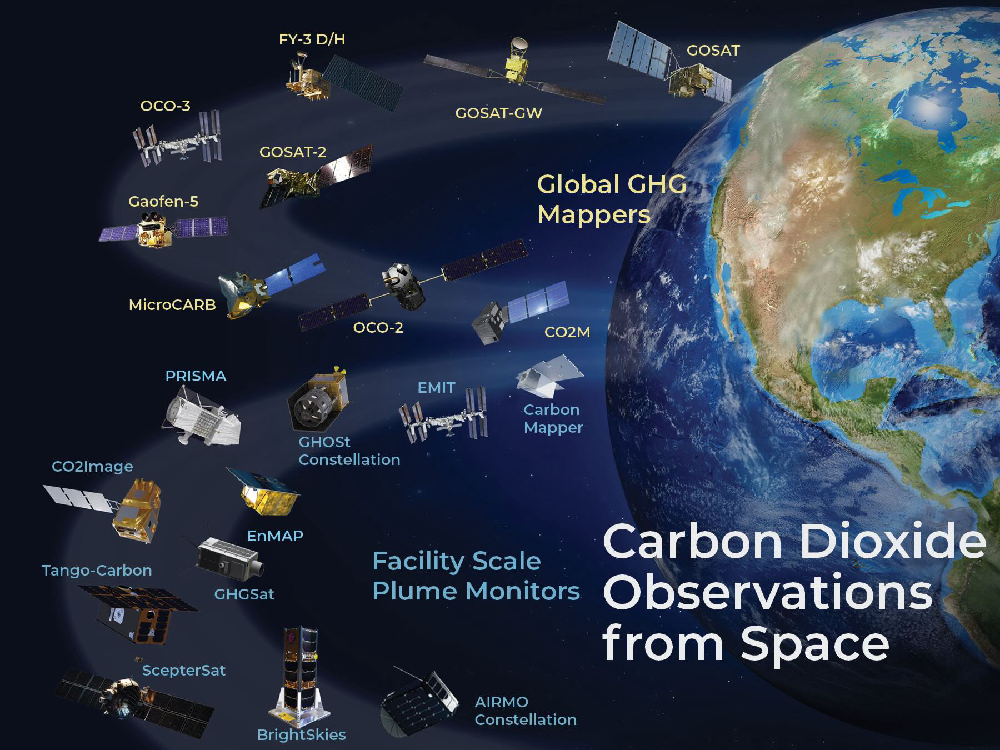 FY-3 D/H
GOSAT
OCO-3
GOSAT-GW
GOSAT-2
Global GHG
Mappers
Gaofen-5
MicroCARB
OCO-2
CO2M
PRISMA
EMIT
Carbon
Mapper
GHOSt
Constellation
CO2Image
EnMAP
Carbon Dioxide
Observations
from Space
Facility Scale
Plume Monitors
Tango-Carbon
GHGSat
ScepterSat
AIRMO
Constellation
BrightSkies